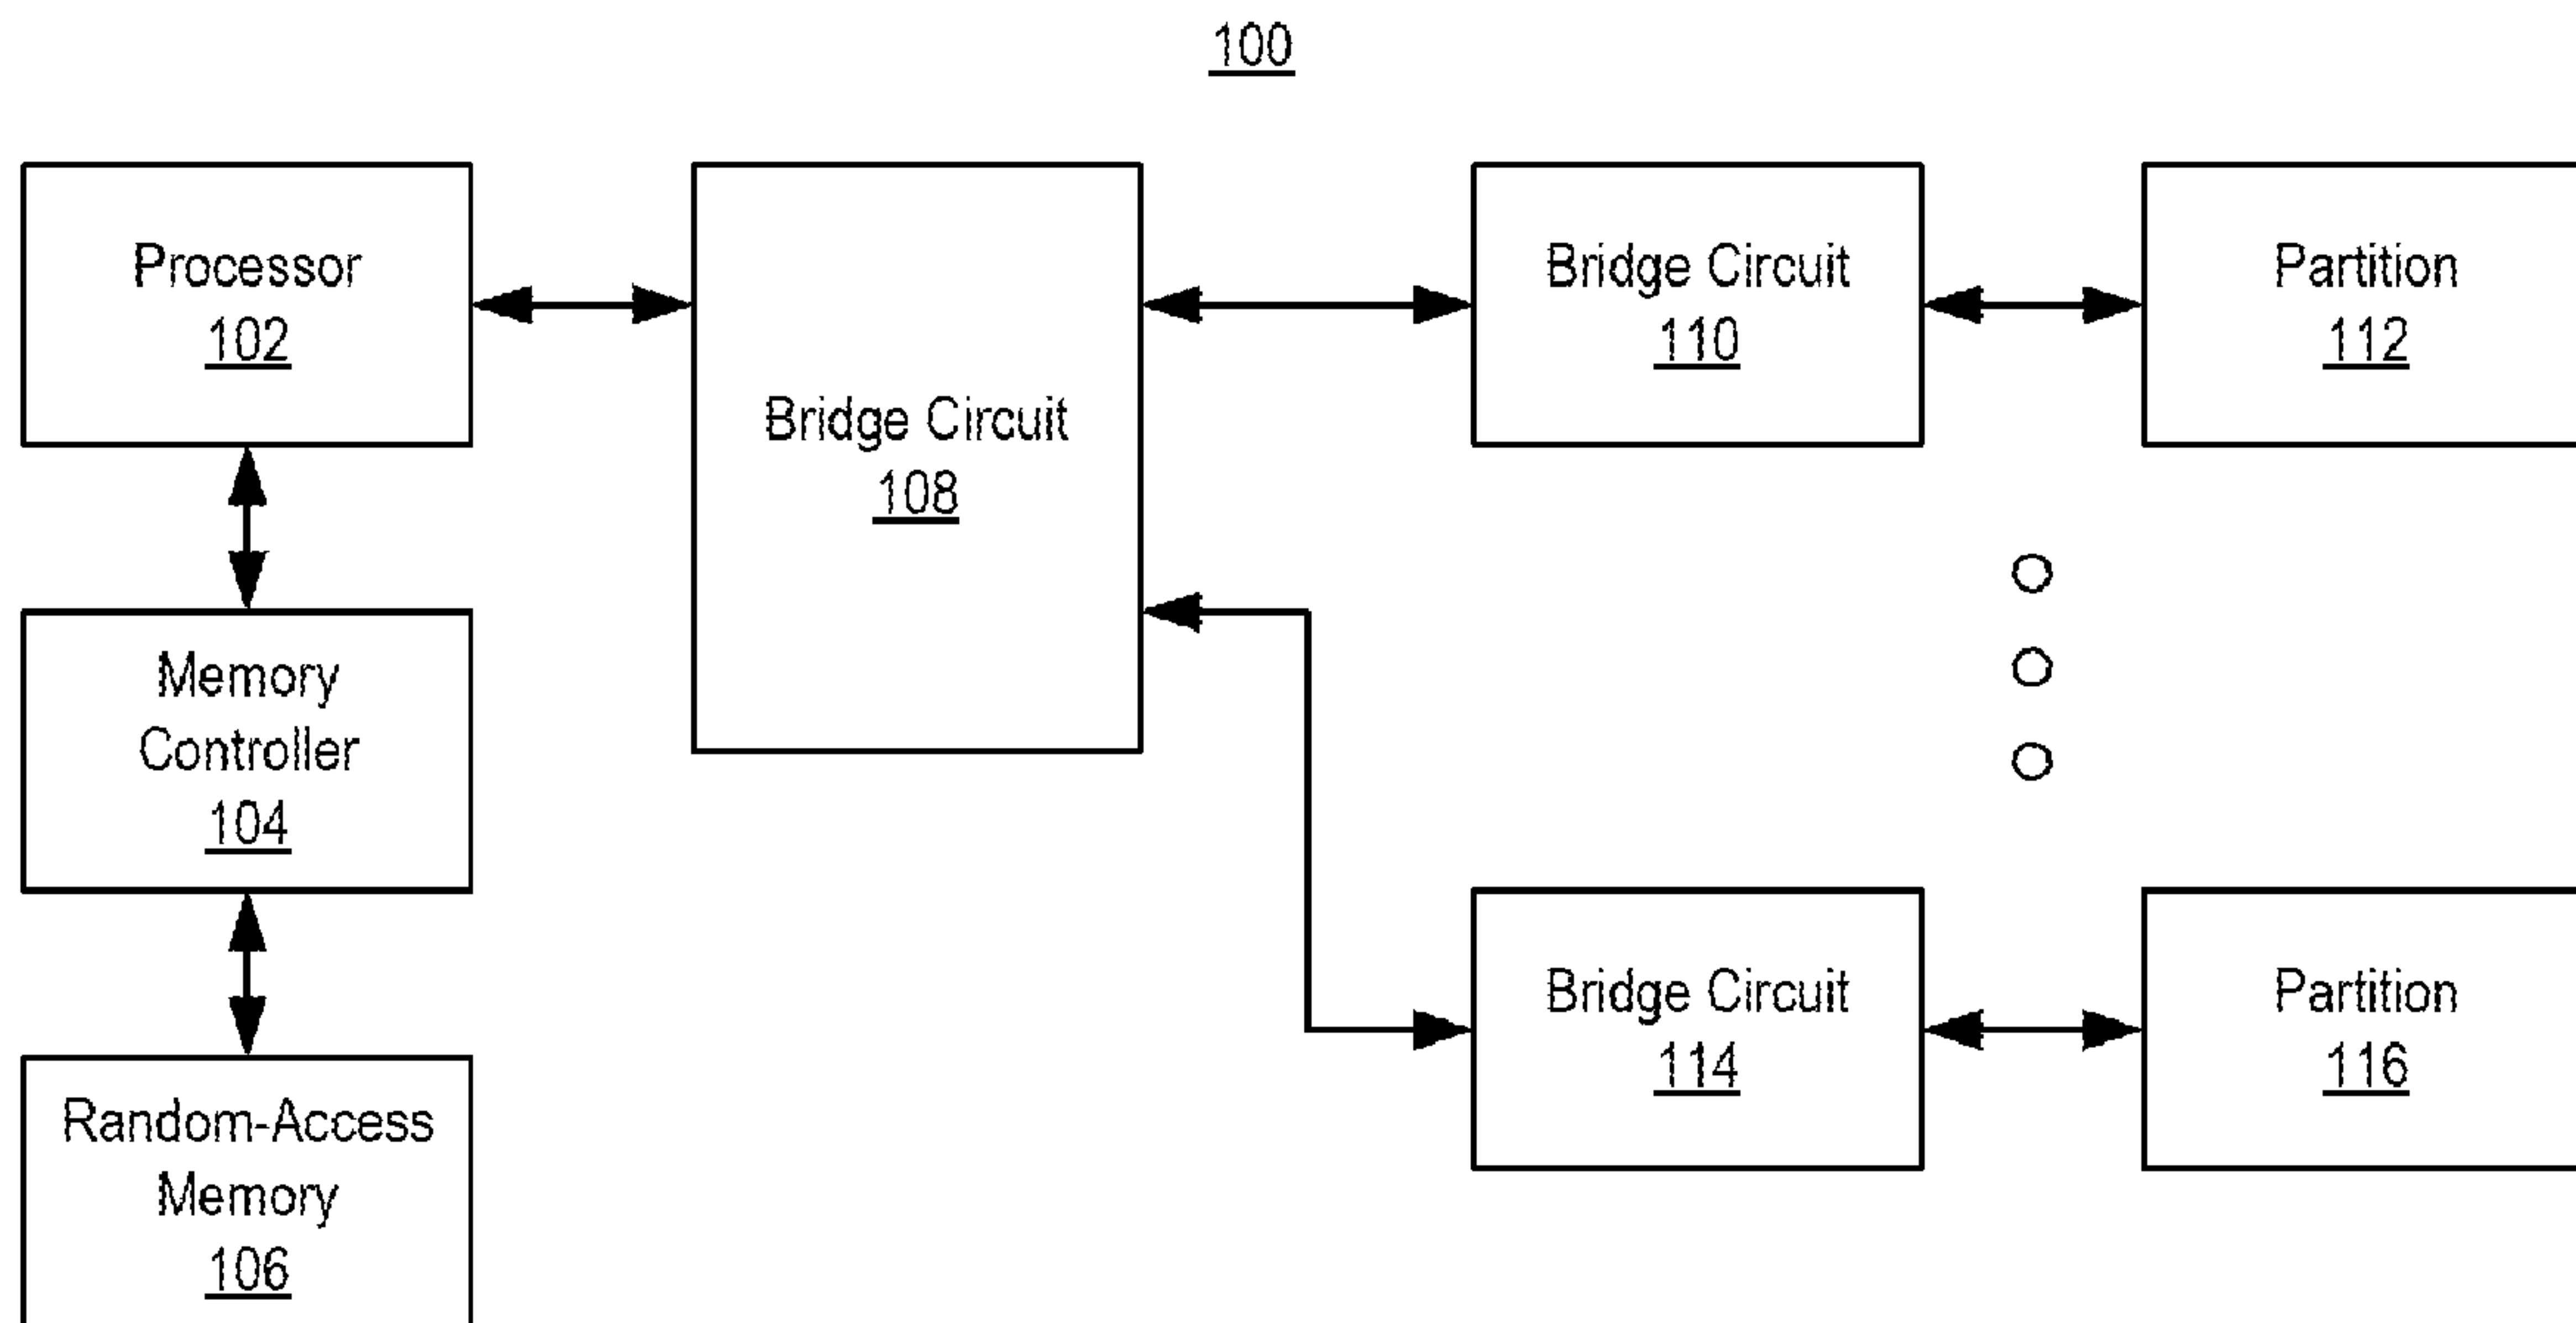 100
Processor
102
Bridge Circuit
108
Bridge Circuit
110
Partition
112
Memory
Controller
104
Random-Access
Memory
106
Bridge Circuit
114
Partition
116